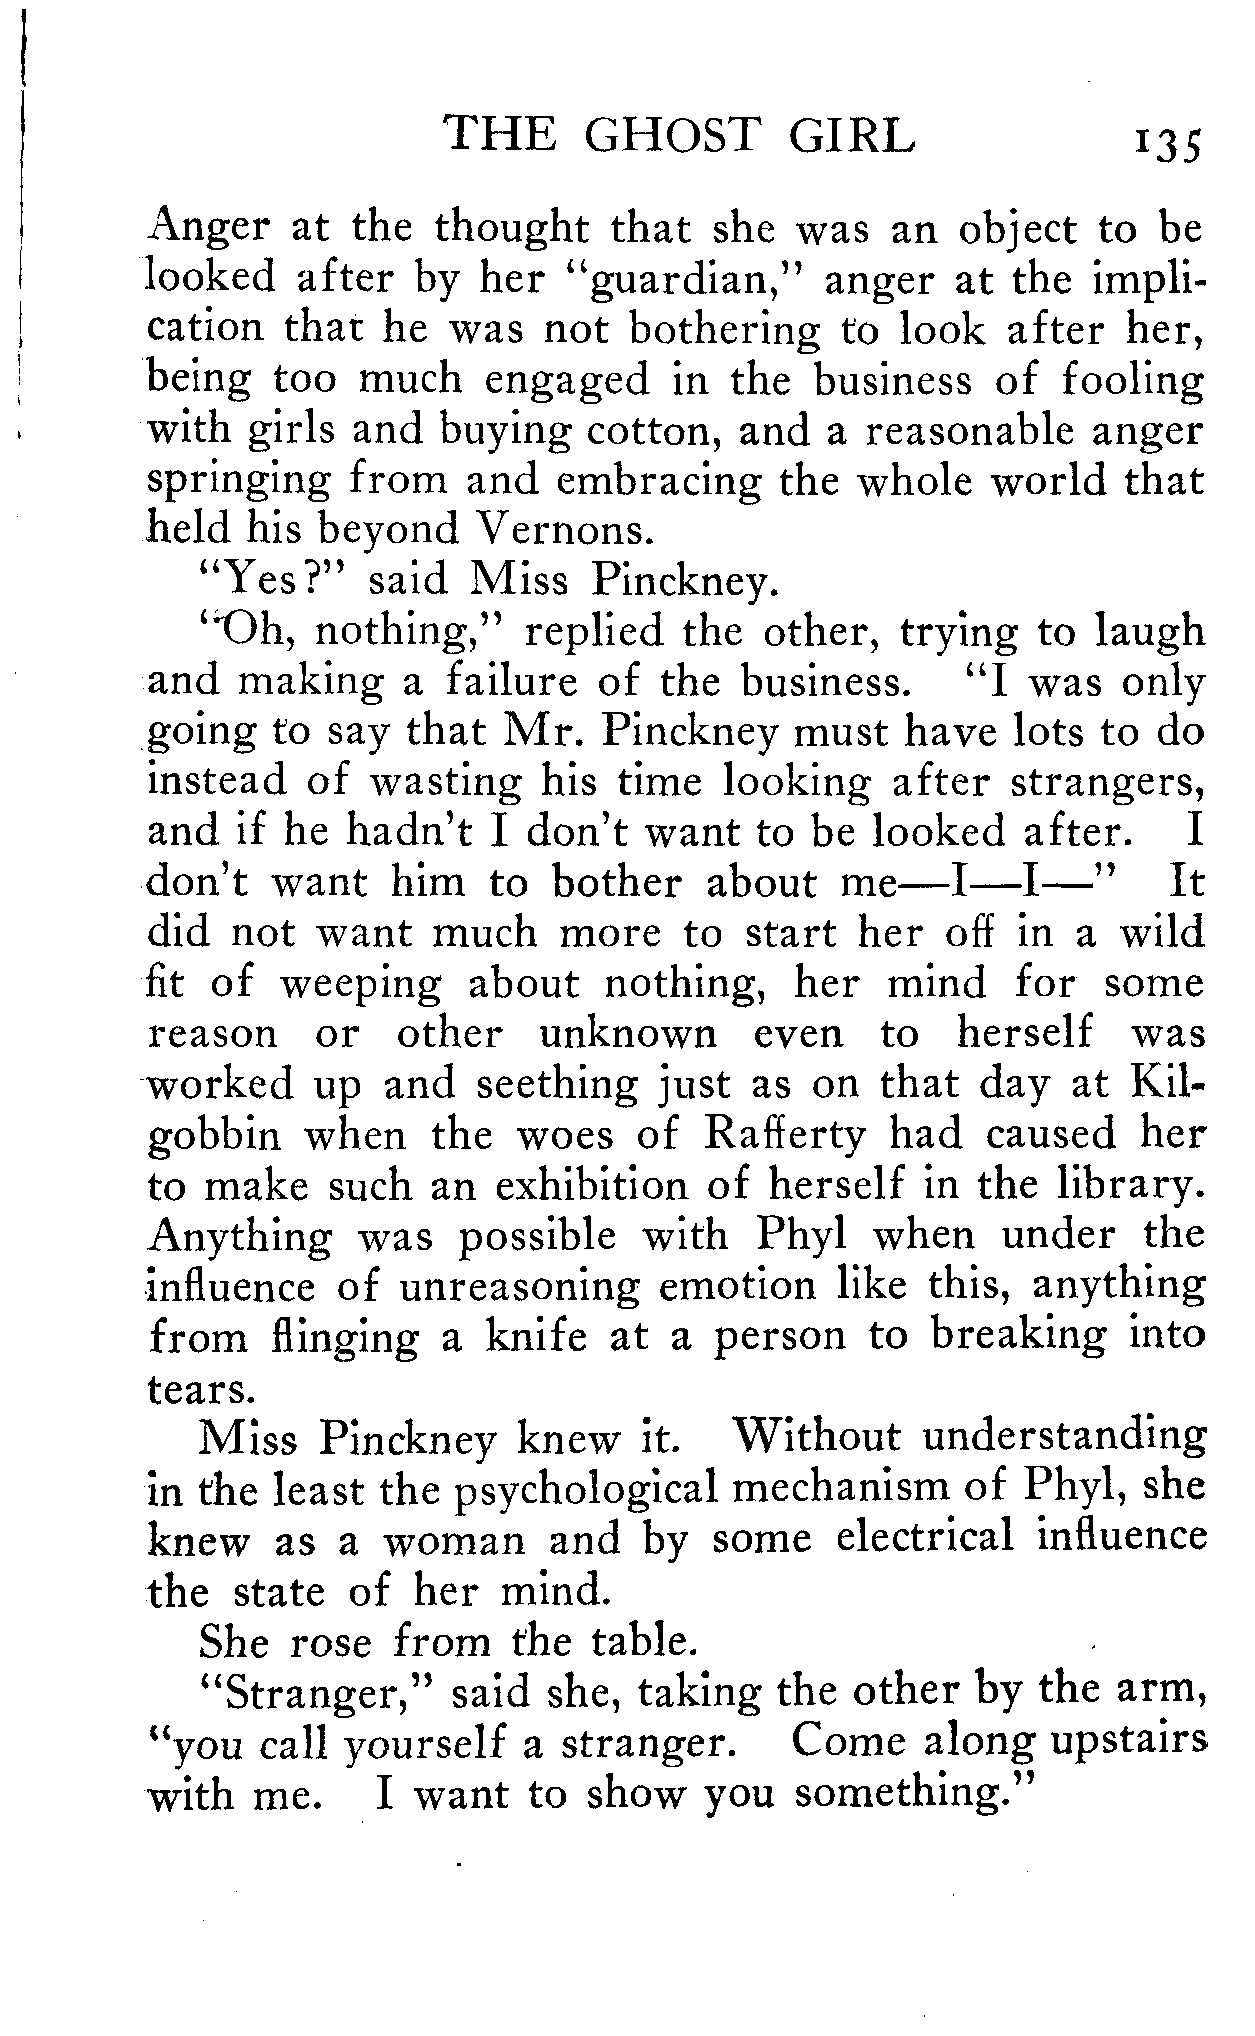 THE GHOST GIRL 135
Anger at the thought that she was an object to be
looked after by her "guardian," anger at the impli-
cation that he was not bothering to look after her,
being too much engaged in the business of fooling
with girls and buying cotton, and a reasonable anger
springing from and embracing the whole world that
held his beyond Vernons.
"Yes?" said Miss Pinckney.
"Oh, nothing," replied the other, trying to laugh
and making a failure of the business. "I was only
going to say that Mr. Pinckney must have lots to do
instead of wasting his time looking after strangers,
and if he hadn't I don't want to be looked after. I
don't want him to bother about me—I—I—" It
did not want much more to start her off in a wild
fit of weeping about nothing, her mind for some
reason or other unknown even to herself was
worked up and seething just as on that day at Kil-
gobbin when the woes of Rafferty had caused her
to make such an exhibition of herself in the library.
Anything was possible with Phyl when under the
influence of unreasoning emotion like this, anything
from flinging a knife at a person to breaking into
tears.
Miss Pinckney knew it. Without understanding
in the least the psychological mechanism of Phyl, she
knew as a woman and by some electrical influence
the state of her mind.
She rose from the table.
"Stranger," said she, taking the other by the arm,
"you call yourself a stranger. Come along upstairs
with me. I want to show you something."